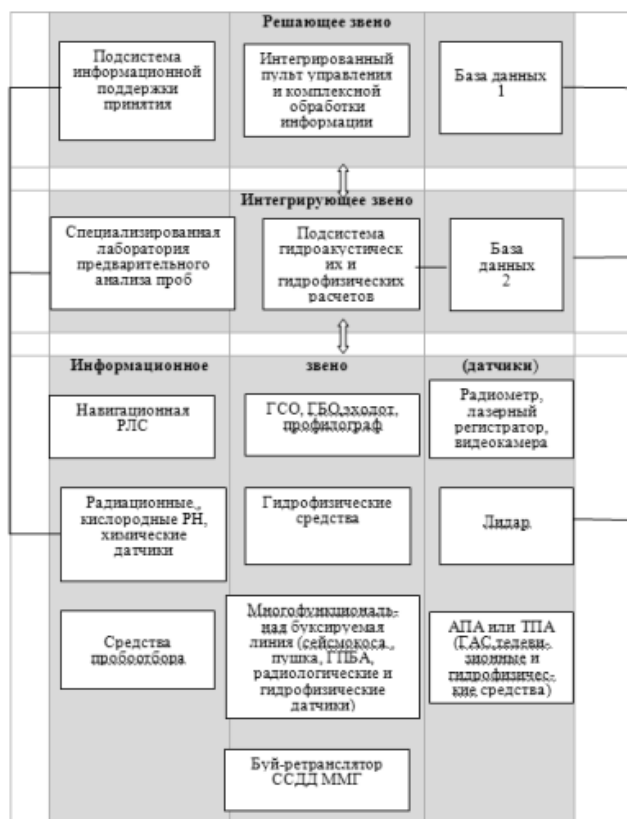 Решающее звено
Подсистема
информационной
поддержки
принятия
Интегрированный
пульт управления
и комплексной
обработки
информации
База данных
1
Интегрирующее звено
Специализированная
лаборатория
предварительного
анализа проб
Подсистема
гидроакустическ
их и
гидрофизических
расчетов
База
данных
2
Информационное звено (датчики)
Навигационная
РЛС
ГСО, ГБО,эхолот,
профилограф
Радиометр,
лазерный
регистратор,
видеокамера
Радиационные,
кислородные РН,
химические
датчики
Гидрофизические
средства
Лидар
Средства
пробоотбора
Многофункциональ-
над буксируемая
линия (сейсмокоса,
пушка, ГПБА,
радиологические и
гидрофизические
датчики)
АПА или ТПА
(ГАС,телеви-
зионные и
гидрофизичес-
кие средства)
Буй-ретранслятор
ССДД ММГ